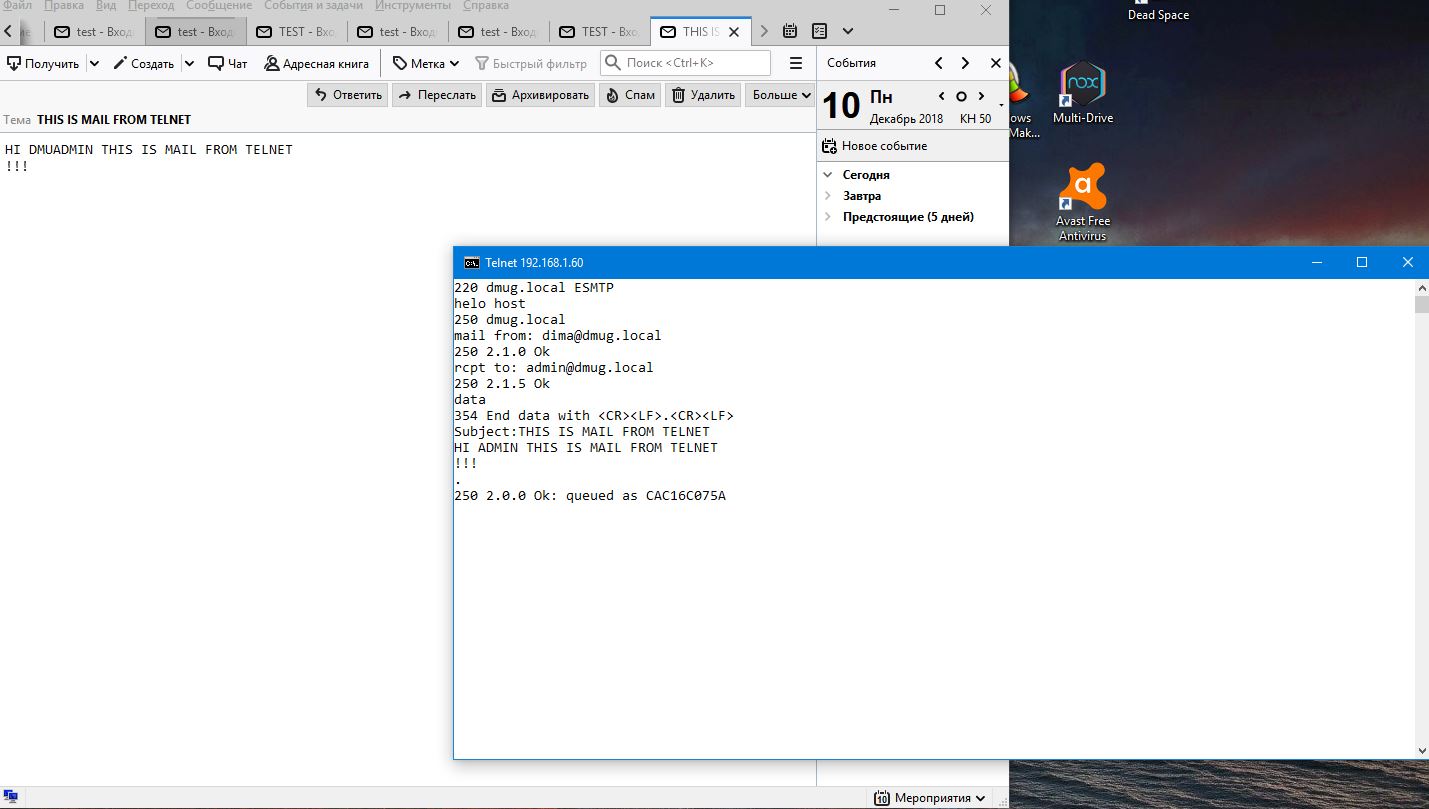 Файл Правка Вид Переход Сообщение События и задачи Инструменты Справка
test - Вход test - Вход TEST - Вхо test - Вход test - Вход TEST - Вхо THIS IS
Получить Создать Чат Адресная книга Метка Быстрый фильтр Поиск <Ctrl+K>
Ответить Переслать Архивировать Спам Удалить Больше
Тема THIS IS MAIL FROM TELNET
HI DMUADMIN THIS IS MAIL FROM TELNET
!!!
События
10 Пн
Декабрь 2018 КН 50
Новое событие
Сегодня
Завтра
Предстоящие (5 дней)
Dead Space
ows
Mak...
Multi-Drive
nox
a
Avast Free
Antivirus
C:\. Telnet 192.168.1.60
220 dmug.local ESMTP
helo host
250 dmug.local
mail from: dima@dmug.local
250 2.1.0 Ok
rcpt to: admin@dmug.local
250 2.1.5 Ok
data
354 End data with <CR><LF>.<CR><LF>
Subject:THIS IS MAIL FROM TELNET
HI ADMIN THIS IS MAIL FROM TELNET
!!!
.
250 2.0.0 Ok: queued as CAC16C075A
10 Мероприятия